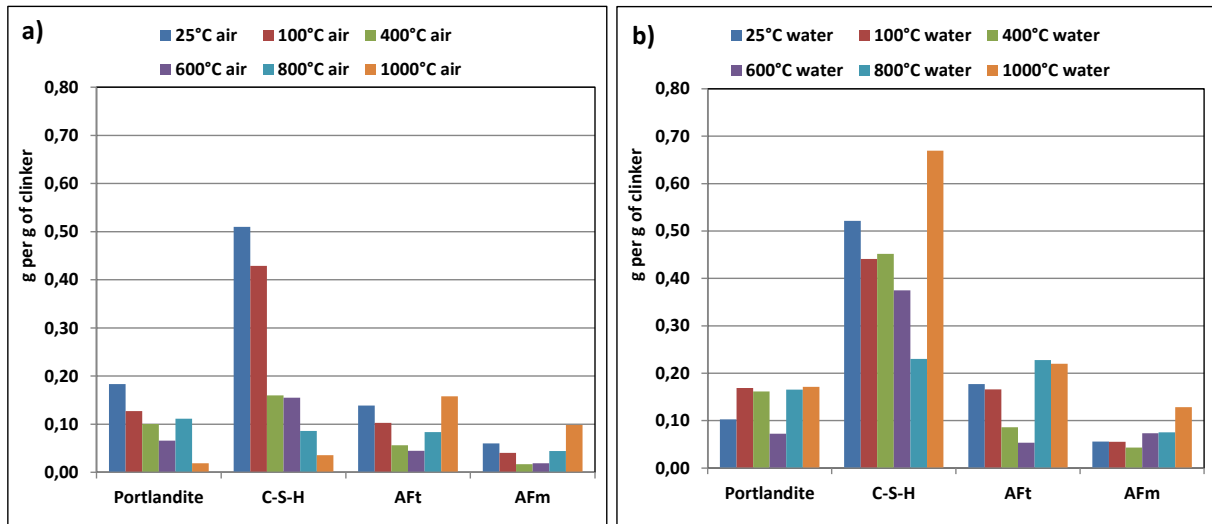 a)
25°C air 100°C air 400°C air
600°C air 800°C air 1000°C air
0,80
0,70
0,60
0,50
0,40
0,30
0,20
0,10
0,00
g per g of clinker
Portlandite C-S-H AFt AFm
b)
25°C water 100°C water 400°C water
600°C water 800°C water 1000°C water
0,80
0,70
0,60
0,50
0,40
0,30
0,20
0,10
0,00
g per g of clinker
Portlandite C-S-H AFt AFm